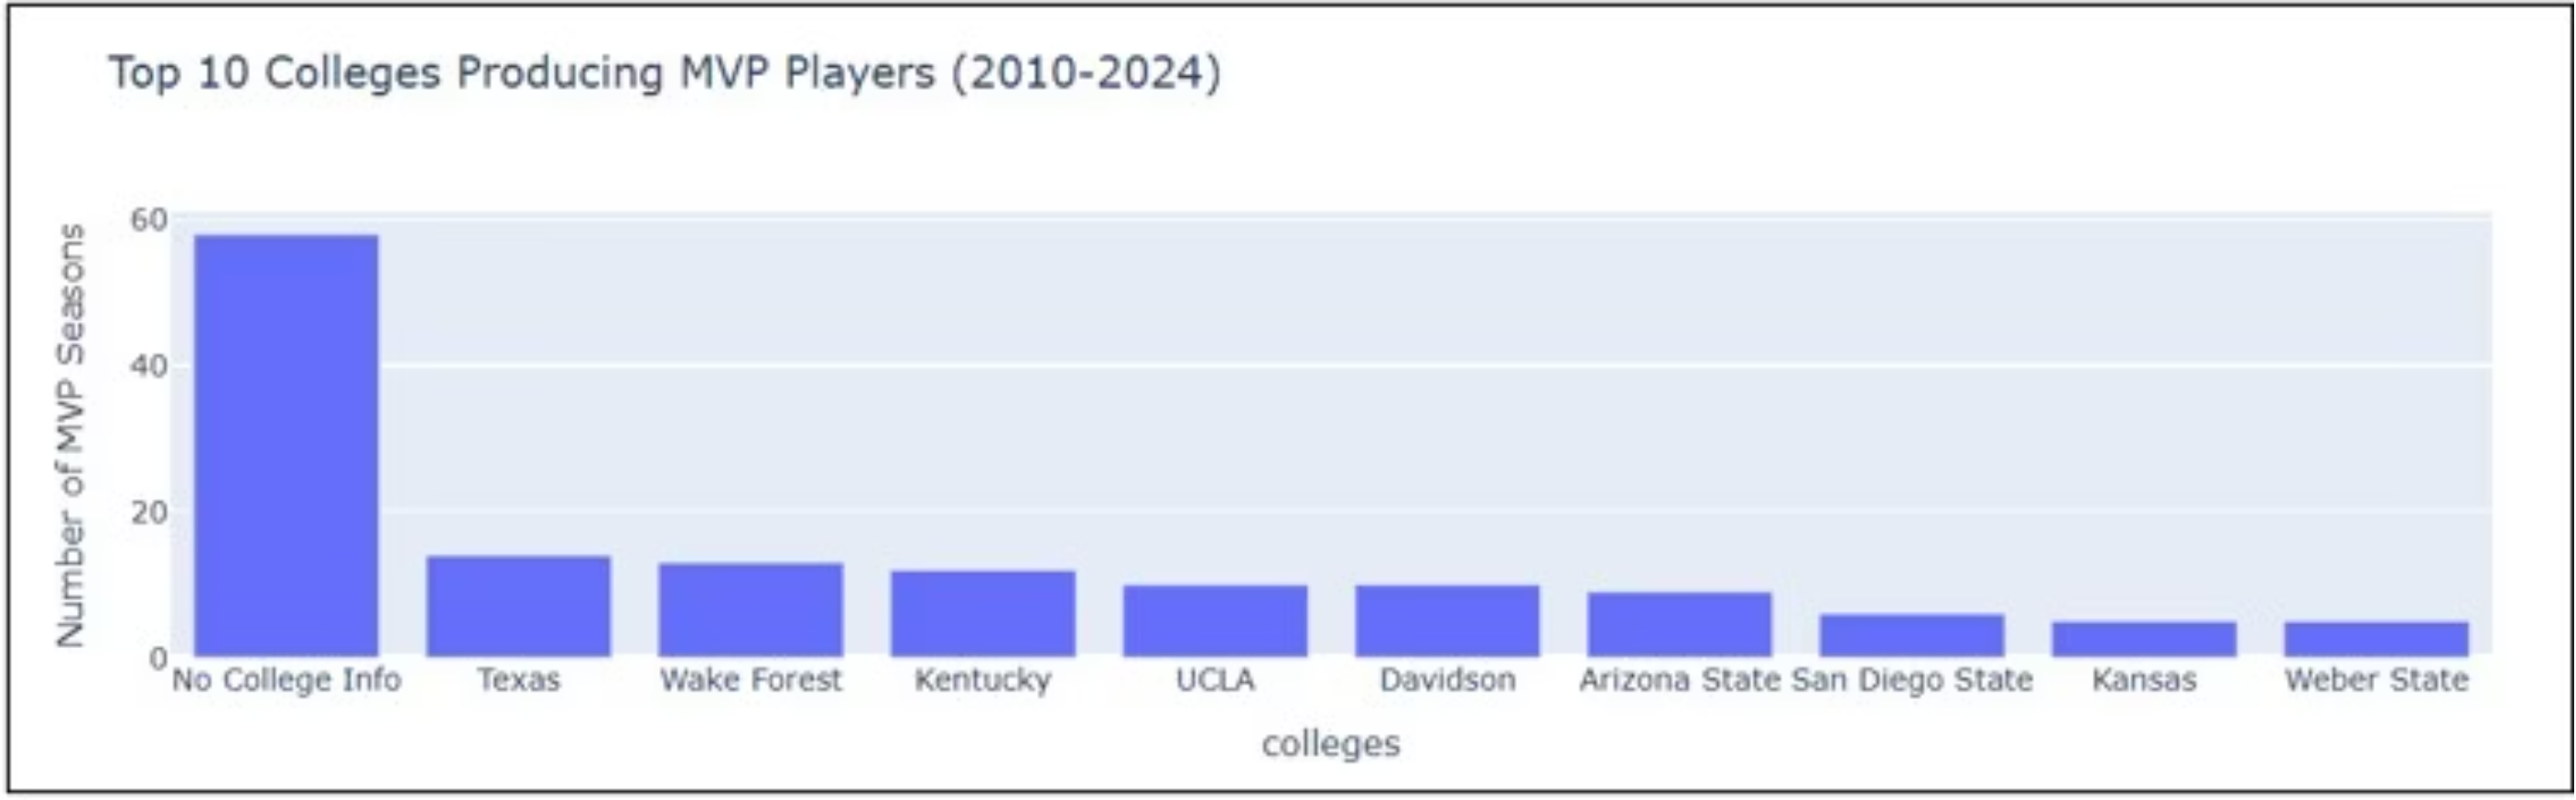 Top 10 Colleges Producing MVP Players (2010-2024)
Number of MVP Seasons
60
40
20
0
No College Info Texas Wake Forest Kentucky UCLA Davidson Arizona State San Diego State Kansas Weber State
colleges